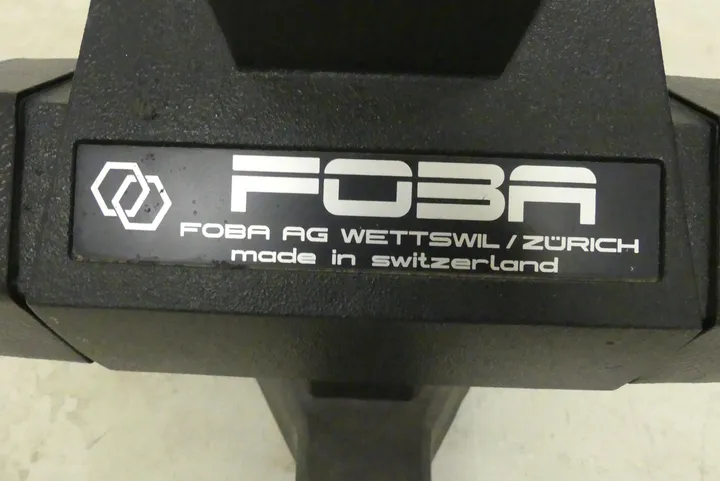 FOBA
FOBA AG WETTSWIL / ZÜRICH
made in switzerland